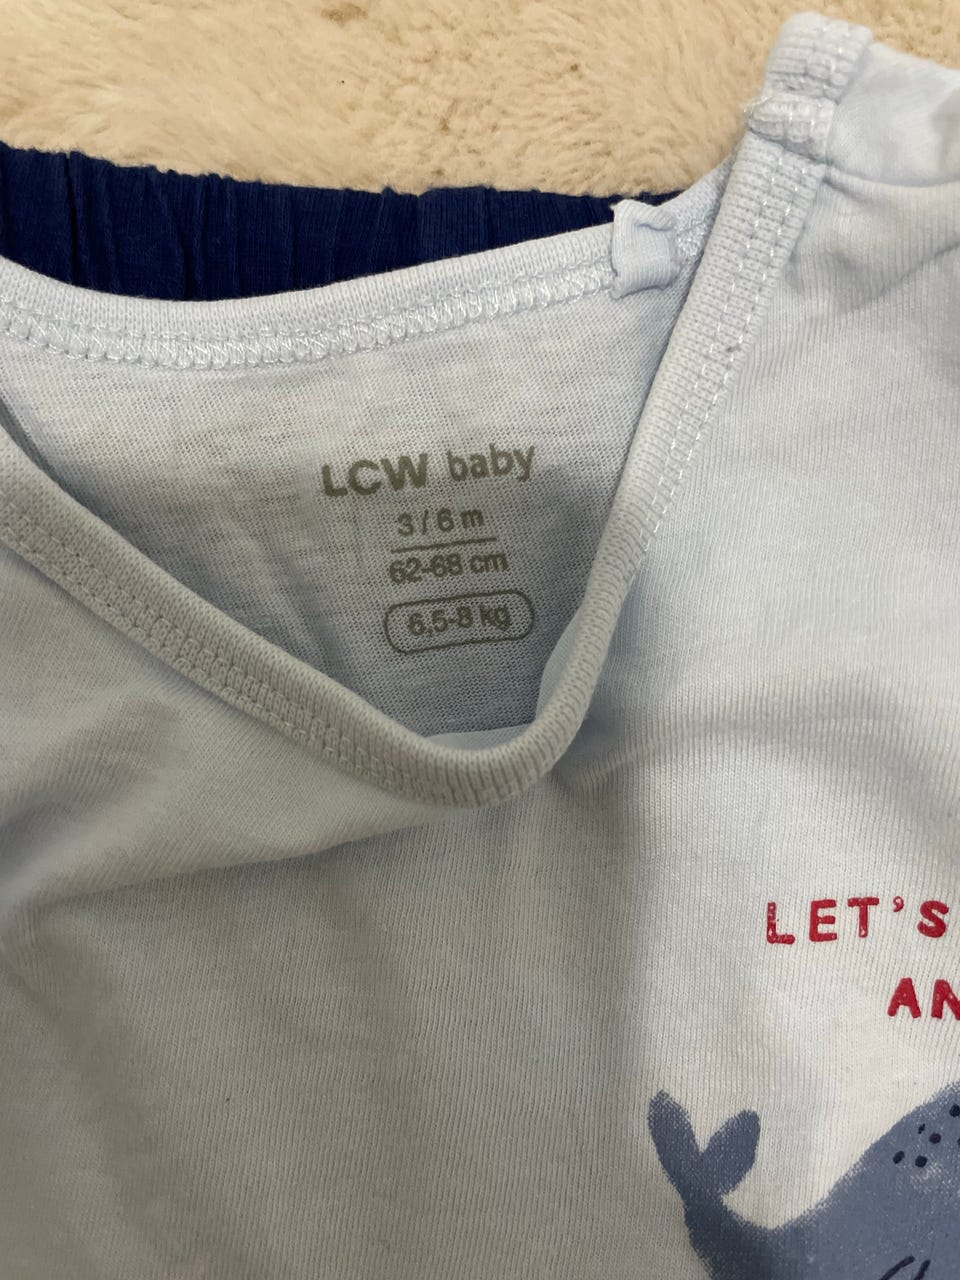 LCW baby
3/6 m
62-68 cm
6,5-8 kg
LET'S
AN